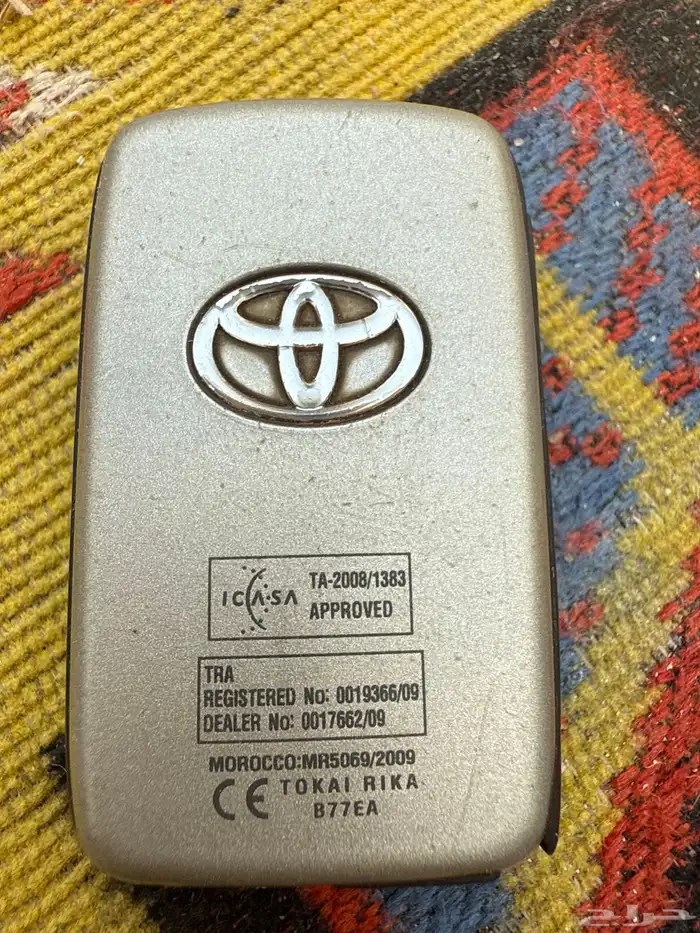 ICASA
TA-2008/1383
APPROVED
TRA
REGISTERED No: 0019366/09
DEALER No: 0017662/09
MOROCCO:MR5069/2009
CE TOKAI RIKA
B77EA
حراج